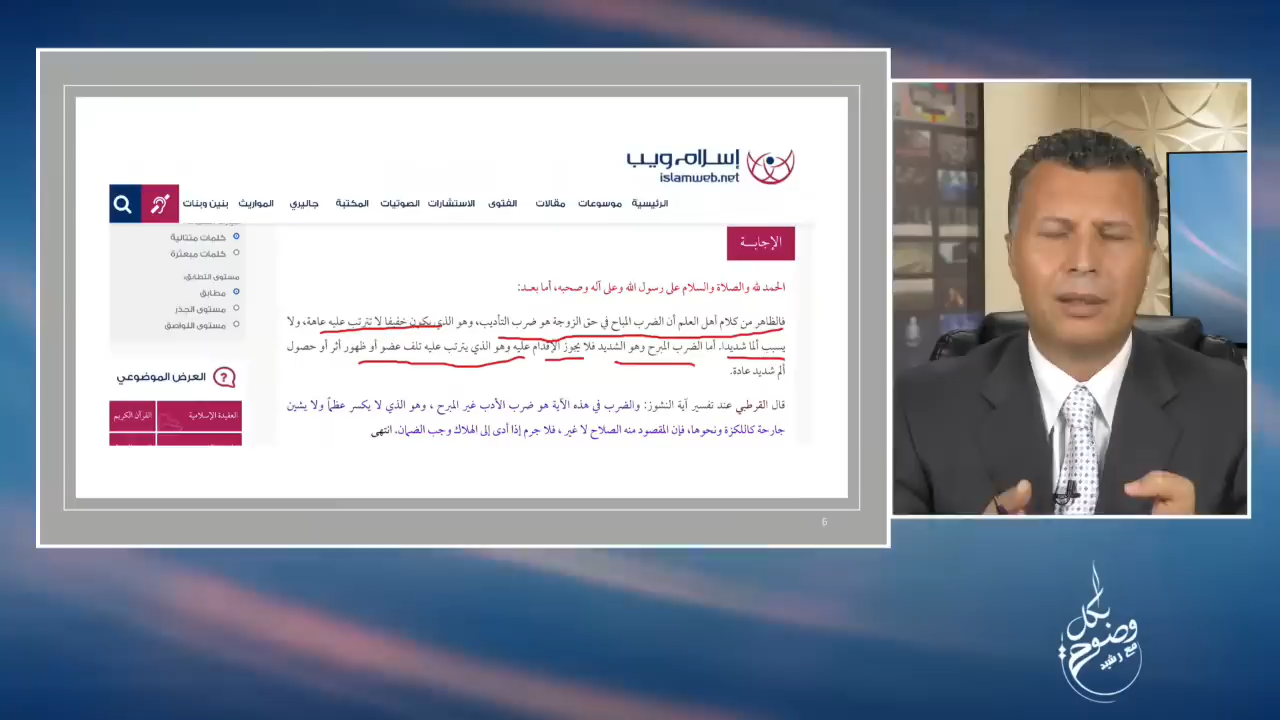 إسلام ويب
islamweb.net
الرئيسية موسوعات مقالات الفتوى الاستشارات الصوتيات المكتبة جاليري المواريث بنين وبنات
الإجابــة
الحمد لله والصلاة والسلام على رسول الله وعلى آله وصحبه، أما بعـد:
فالظاهر من كلام أهل العلم أن الضرب المباح في حق الزوجة هو ضرب التأديب، وهو الذي يكون خفيفا لا تترتب عليه عاهة، ولا
يسبب ألما شديدا. أما الضرب المبرح وهو الشديد فلا يجوز الإقدام عليه وهو الذي يترتب عليه تلف عضو أو ظهور أثر أو حصول
ألم شديد عادة.
قال القرطبي عند تفسير آية النشوز: والضرب في هذه الآية هو ضرب الأدب غير المبرح ، وهو الذي لا يكسر عظماً ولا يشين
جارحة كاللكزة ونحوها، فإن المقصود منه الصلاح لا غير ، فلا جرم إذا أدى إلى الهلاك وجب الضمان. انتهى
كلمات متتالية
كلمات مبعثرة
مستوى التطابق:
مطابق
مستوى الجذر
مستوى اللواصق
العرض الموضوعي
العقيدة الإسلامية القرآن الكريم
6
بكل
وضوح
مع رشيد